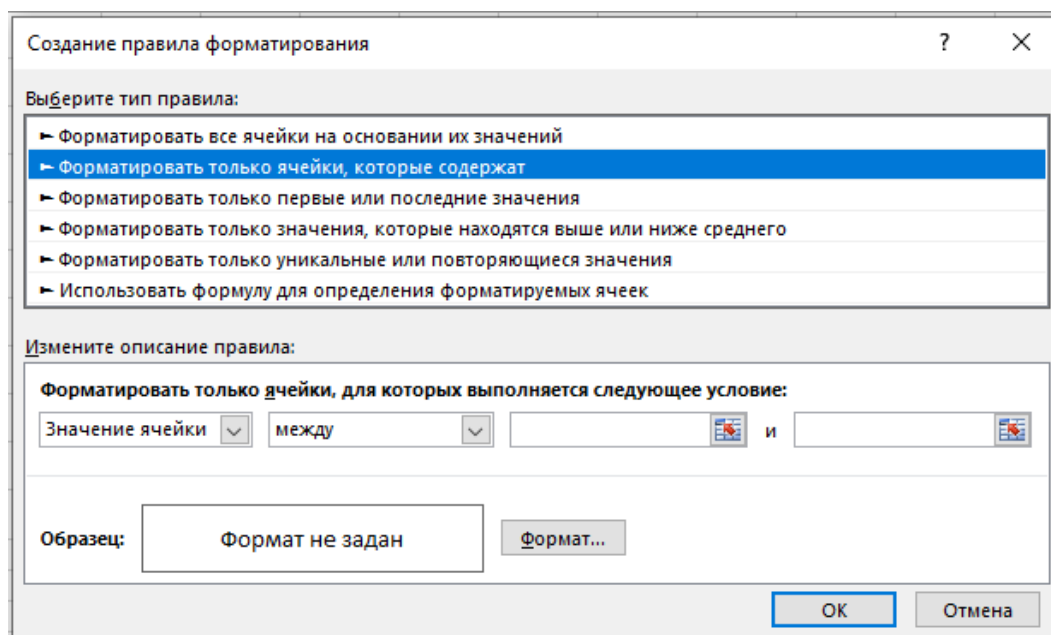 Создание правила форматирования ? ×
Выберите тип правила:
► Форматировать все ячейки на основании их значений
► Форматировать только ячейки, которые содержат
► Форматировать только первые или последние значения
► Форматировать только значения, которые находятся выше или ниже среднего
► Форматировать только уникальные или повторяющиеся значения
► Использовать формулу для определения форматируемых ячеек
Измените описание правила:
Форматировать только ячейки, для которых выполняется следующее условие:
Значение ячейки между и
Образец: Формат не задан Формат...
ОК Отмена